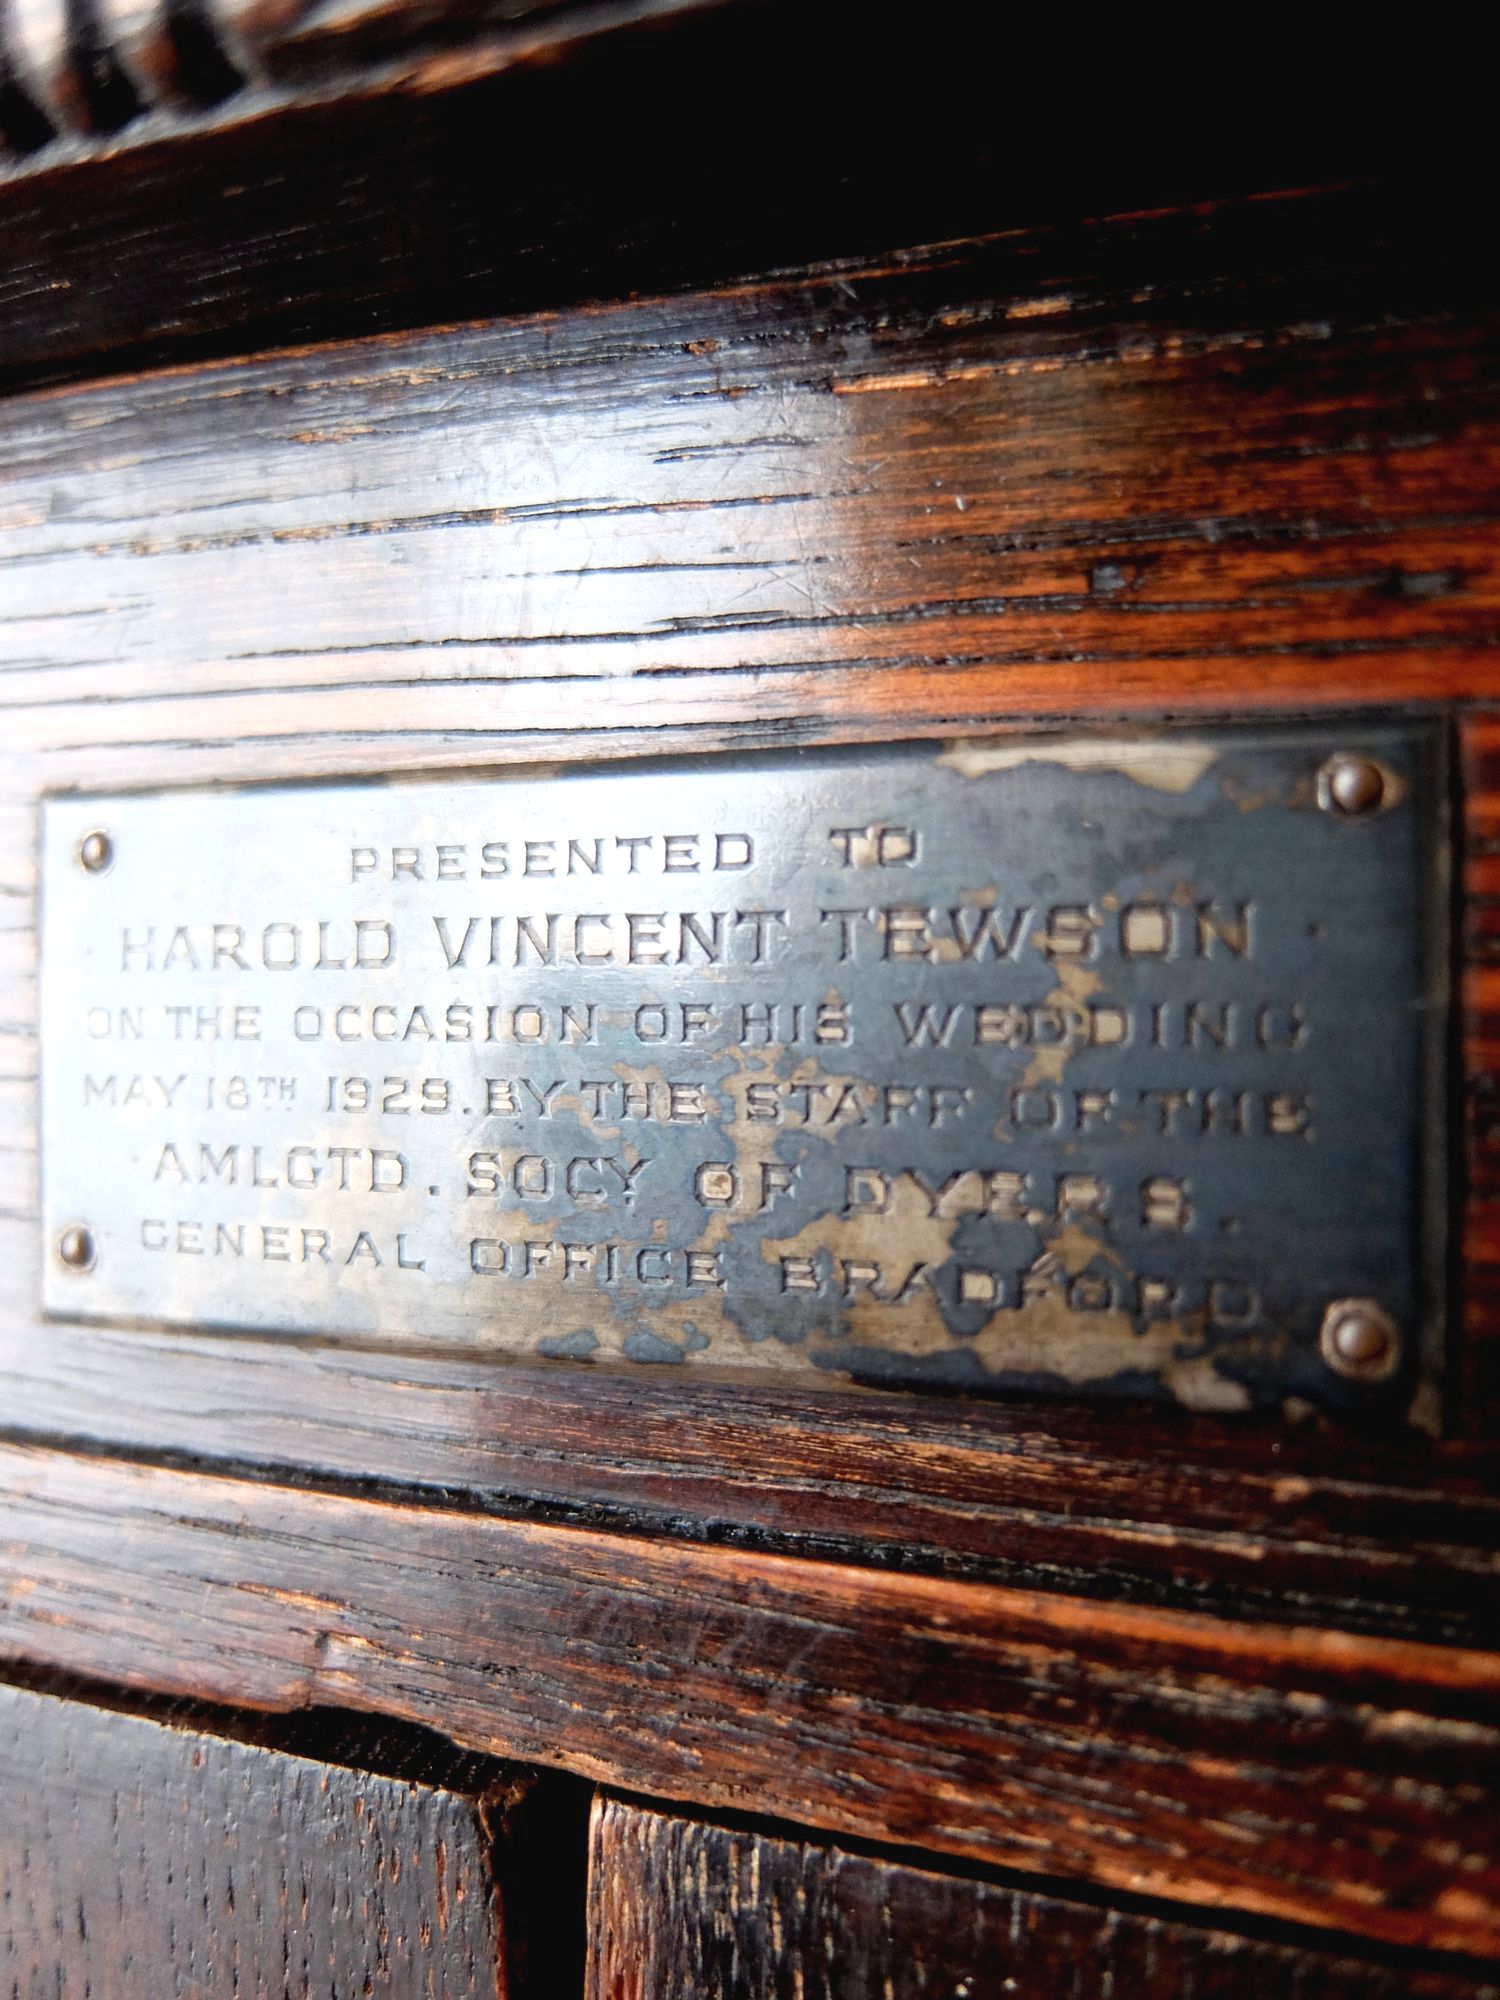 PRESENTED TO
HAROLD VINCENT TEWSON
ON THE OCCASION OF HIS WEDDING
MAY 18TH 1929. BY THE STAFF OF THE
AMLGTD. SOCY OF DYERS.
GENERAL OFFICE BRADFORD